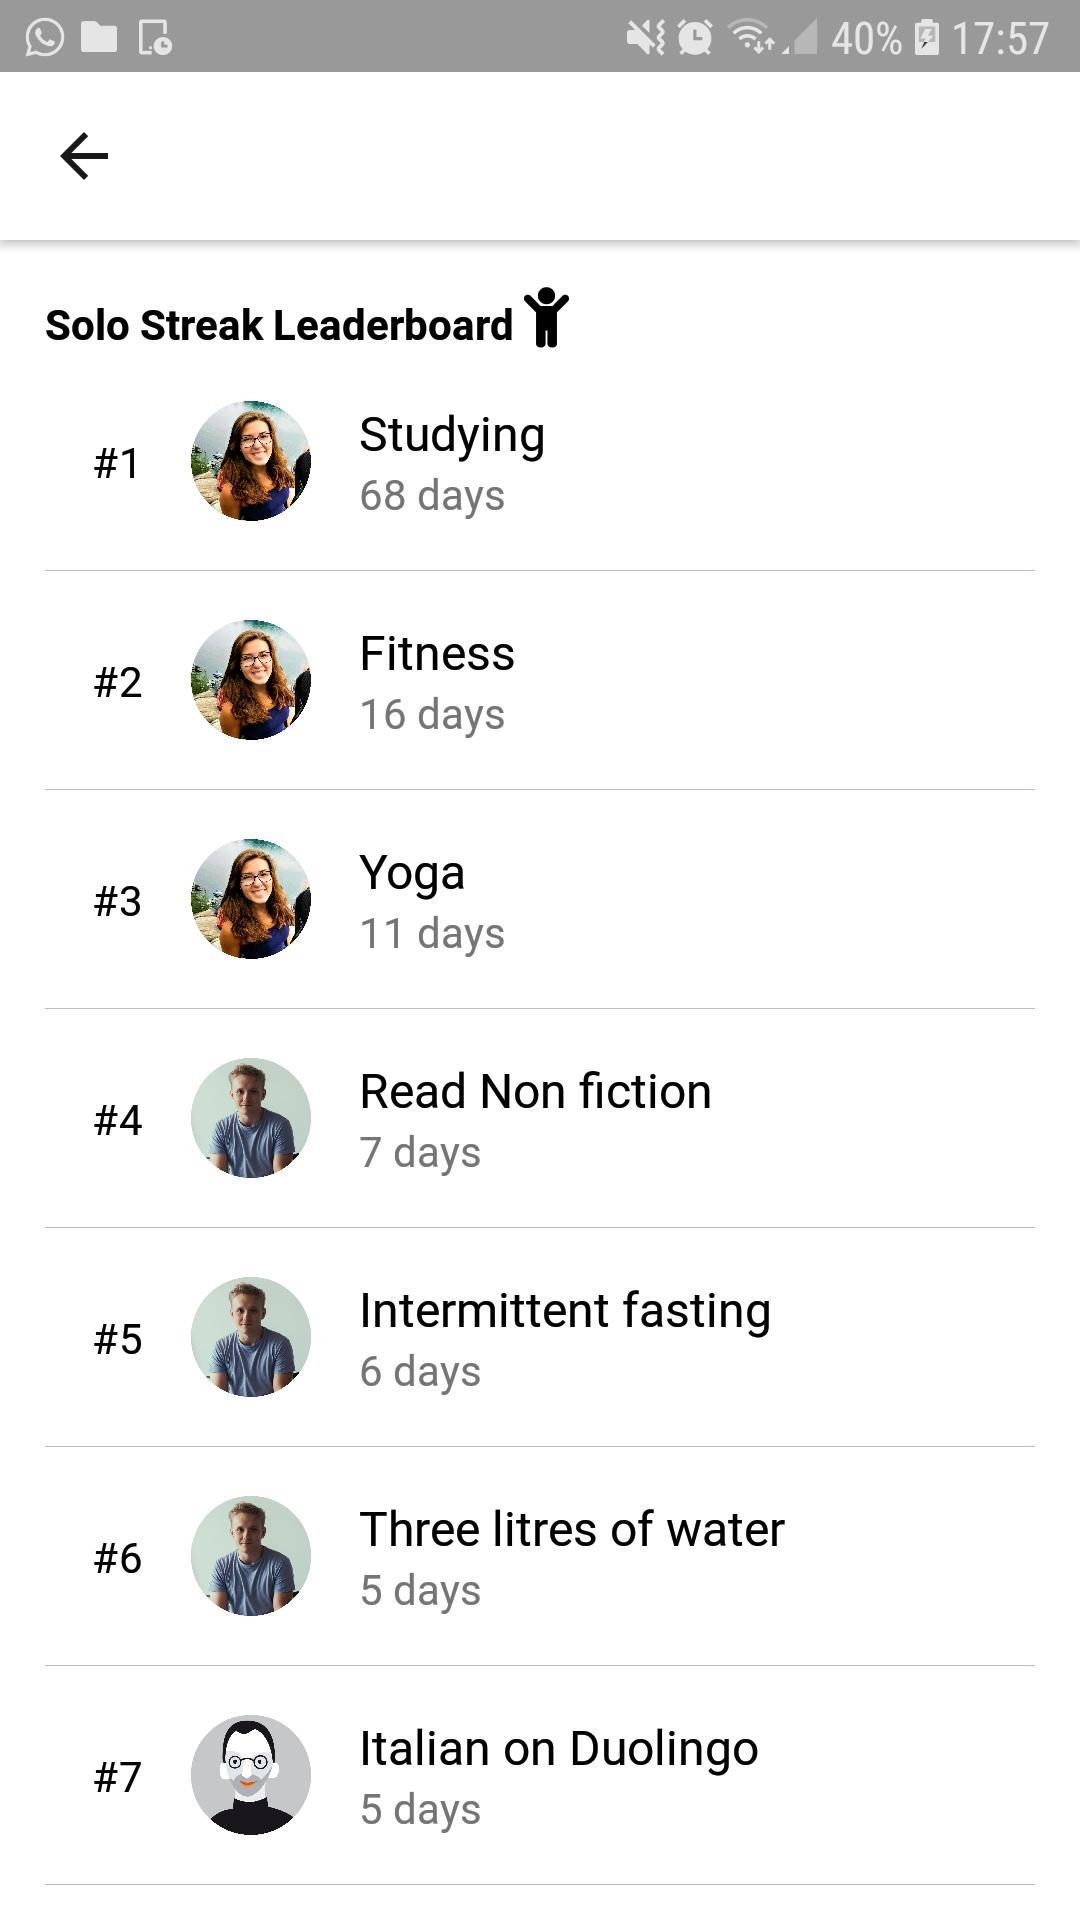 40% 17:57
Solo Streak Leaderboard
#1 Studying
68 days
#2 Fitness
16 days
#3 Yoga
11 days
#4 Read Non fiction
7 days
#5 Intermittent fasting
6 days
#6 Three litres of water
5 days
#7 Italian on Duolingo
5 days